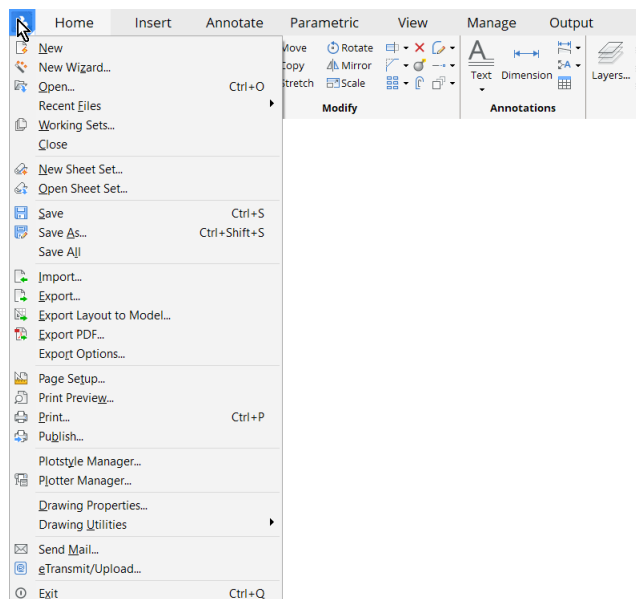 Home Insert Annotate Parametric View Manage Output
New
New Wizard...
Open... Ctrl+O
Recent Files
Working Sets...
Close
New Sheet Set...
Open Sheet Set...
Save Ctrl+S
Save As... Ctrl+Shift+S
Save All
Import...
Export...
Export Layout to Model...
Export PDF...
Export Options...
Page Setup...
Print Preview...
Print... Ctrl+P
Publish...
Plotstyle Manager...
Plotter Manager...
Drawing Properties...
Drawing Utilities
Send Mail...
eTransmit/Upload...
Exit Ctrl+Q
Move Rotate
Copy Mirror
Stretch Scale
Modify
Text Dimension
Annotations
Layers...